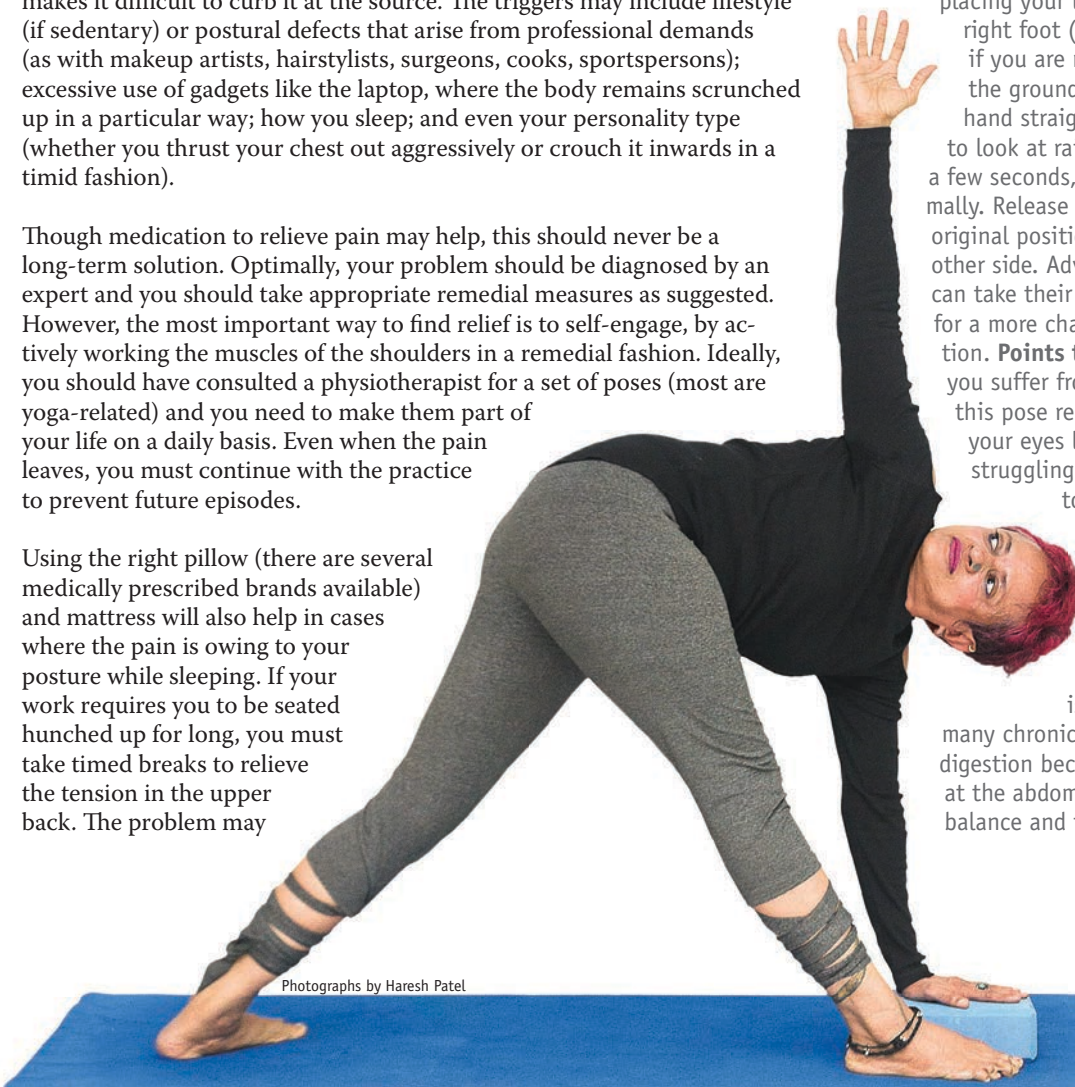 makes it difficult to curb it at the source. The triggers may include lifestyle
(if sedentary) or postural defects that arise from professional demands
(as with makeup artists, hairstylists, surgeons, cooks, sportspersons);
excessive use of gadgets like the laptop, where the body remains scrunched
up in a particular way; how you sleep; and even your personality type
(whether you thrust your chest out aggressively or crouch it inwards in a
timid fashion).
Though medication to relieve pain may help, this should never be a
long-term solution. Optimally, your problem should be diagnosed by an
expert and you should take appropriate remedial measures as suggested.
However, the most important way to find relief is to self-engage, by ac-
tively working the muscles of the shoulders in a remedial fashion. Ideally,
you should have consulted a physiotherapist for a set of poses (most are
yoga-related) and you need to make them part of
your life on a daily basis. Even when the pain
leaves, you must continue with the practice
to prevent future episodes.
Using the right pillow (there are several
medically prescribed brands available)
and mattress will also help in cases
where the pain is owing to your
posture while sleeping. If your
work requires you to be seated
hunched up for long, you must
take timed breaks to relieve
the tension in the upper
back. The problem may
Photographs by Haresh Patel
placing your
right foot (
if you are
the ground
hand straig
to look at
a few seconds,
mally. Release
original positi
other side. Ad
can take their
for a more cha
tion. Points
you suffer fro
this pose re
your eyes
struggling
to
i
many chronic
digestion bec
at the abdom
balance and